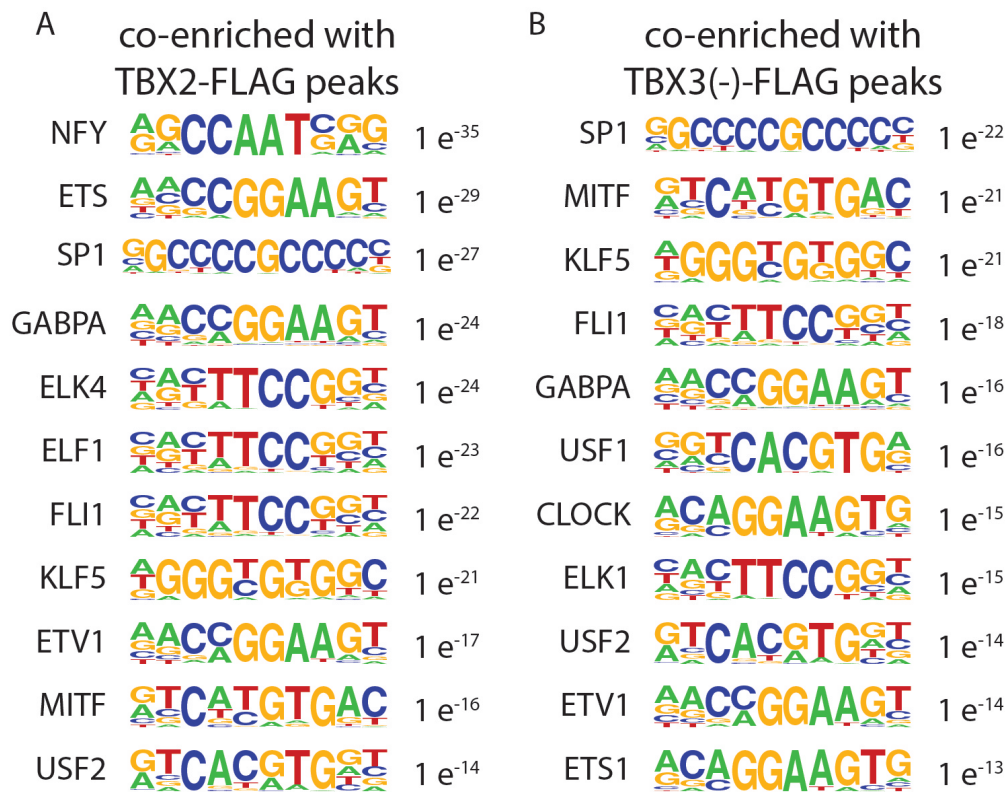 A
co-enriched with
TBX2-FLAG peaks
NFY 1 e-35
ETS 1 e-29
SP1 1 e-27
GABPA 1 e-24
ELK4 1 e-24
ELF1 1 e-23
FLI1 1 e-22
KLF5 1 e-21
ETV1 1 e-17
MITF 1 e-16
USF2 1 e-14
B
co-enriched with
TBX3(-)-FLAG peaks
SP1 1 e-22
MITF 1 e-21
KLF5 1 e-21
FLI1 1 e-18
GABPA 1 e-16
USF1 1 e-16
CLOCK 1 e-15
ELK1 1 e-15
USF2 1 e-14
ETV1 1 e-14
ETS1 1 e-13